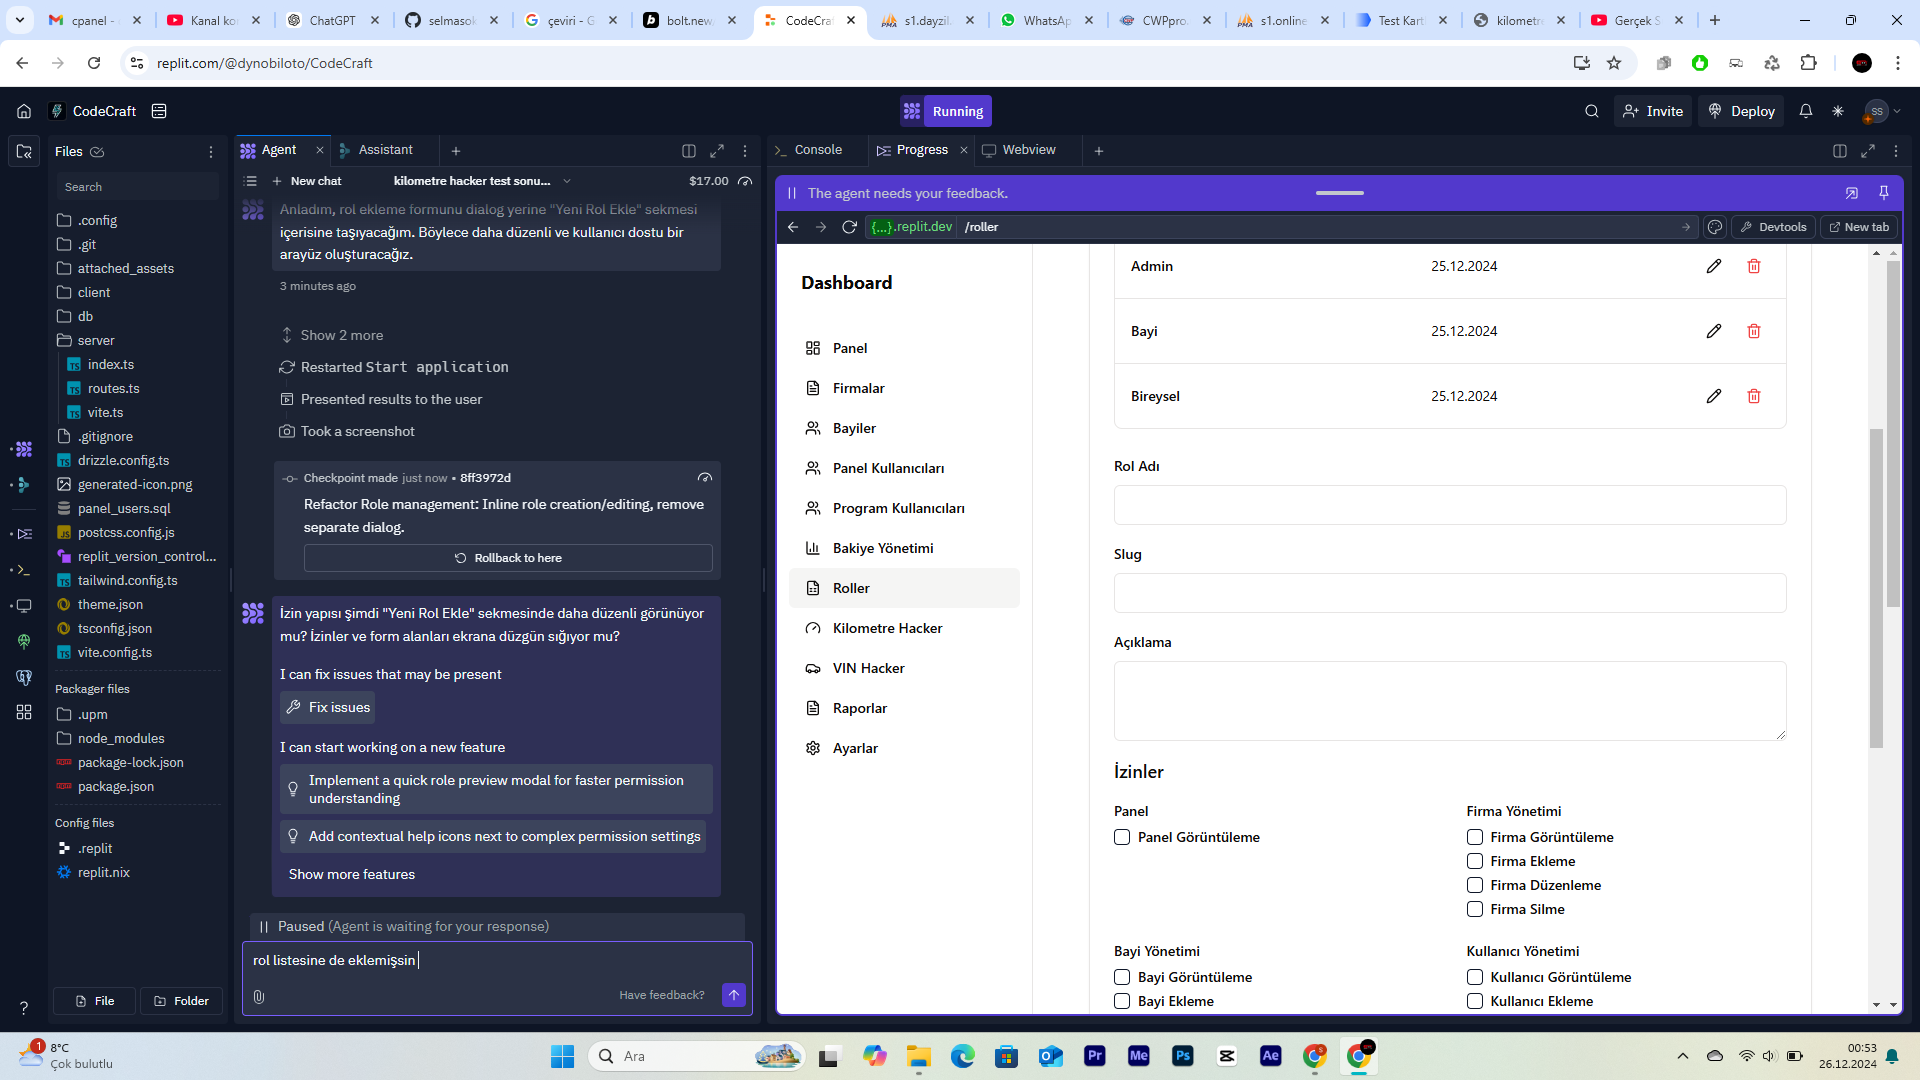 cpanel -
Kanal ko
ChatGPT
selmasok
çeviri - G
bolt.new
CodeCra
s1.dayzil
WhatsAp
CWPpro
s1.online
Test Kart
kilometre
Gerçek S
replit.com/@dynobiloto/CodeCraft
CodeCraft
Running
Invite
Deploy
SS
Files
Agent
Assistant
Console
Progress
Webview
Search
New chat
kilometre hacker test sonu...
$17.00
The agent needs your feedback.
{...}.replit.dev
/roller
Devtools
New tab
.config
.git
attached_assets
client
db
server
index.ts
routes.ts
vite.ts
.gitignore
drizzle.config.ts
generated-icon.png
panel_users.sql
postcss.config.js
replit_version_control...
tailwind.config.ts
theme.json
tsconfig.json
vite.config.ts
Packager files
.upm
node_modules
package-lock.json
package.json
Config files
.replit
replit.nix
File
Folder
Anladım, rol ekleme formunu dialog yerine "Yeni Rol Ekle" sekmesi
içerisine taşıyacağım. Böylece daha düzenli ve kullanıcı dostu bir
arayüz oluşturacağız.
3 minutes ago
Show 2 more
Restarted Start application
Presented results to the user
Took a screenshot
Checkpoint made just now • 8ff3972d
Refactor Role management: Inline role creation/editing, remove
separate dialog.
Rollback to here
İzin yapısı şimdi "Yeni Rol Ekle" sekmesinde daha düzenli görünüyor
mu? İzinler ve form alanları ekrana düzgün sığıyor mu?
I can fix issues that may be present
Fix issues
I can start working on a new feature
Implement a quick role preview modal for faster permission
understanding
Add contextual help icons next to complex permission settings
Show more features
Paused (Agent is waiting for your response)
rol listesine de eklemişsin
Have feedback?
Dashboard
Panel
Firmalar
Bayiler
Panel Kullanıcıları
Program Kullanıcıları
Bakiye Yönetimi
Roller
Kilometre Hacker
VIN Hacker
Raporlar
Ayarlar
Admin
25.12.2024
Bayi
25.12.2024
Bireysel
25.12.2024
Rol Adı
Slug
Açıklama
İzinler
Panel
Panel Görüntüleme
Firma Yönetimi
Firma Görüntüleme
Firma Ekleme
Firma Düzenleme
Firma Silme
Bayi Yönetimi
Bayi Görüntüleme
Bayi Ekleme
Kullanıcı Yönetimi
Kullanıcı Görüntüleme
Kullanıcı Ekleme
1
8°C
Çok bulutlu
Ara
Pr
Me
Ps
Ae
00:53
26.12.2024